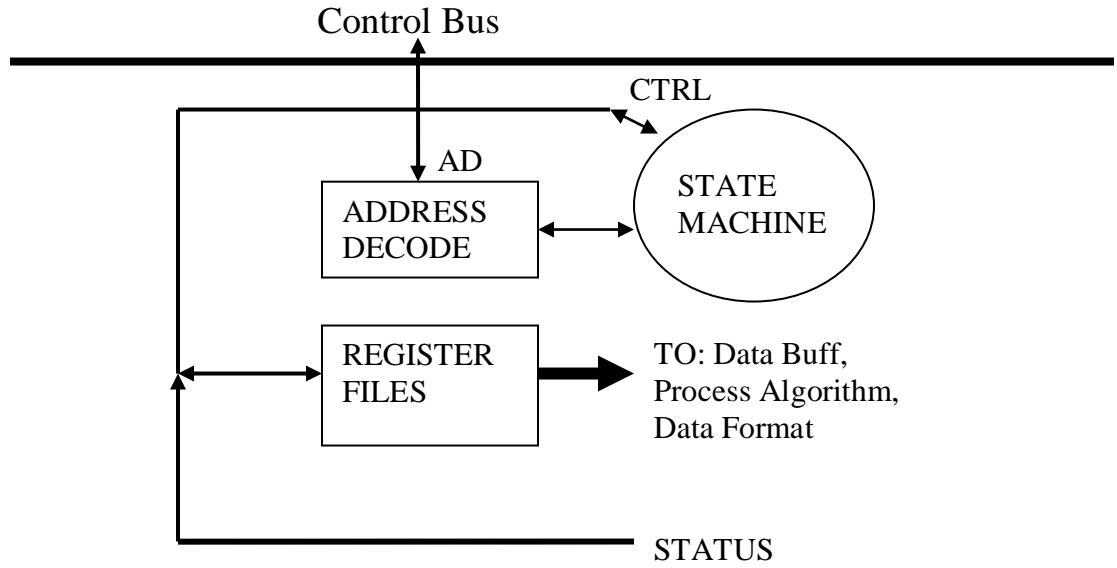 Control Bus
CTRL
AD
STATE
MACHINE
ADDRESS
DECODE
REGISTER
FILES
TO: Data Buff,
Process Algorithm,
Data Format
STATUS